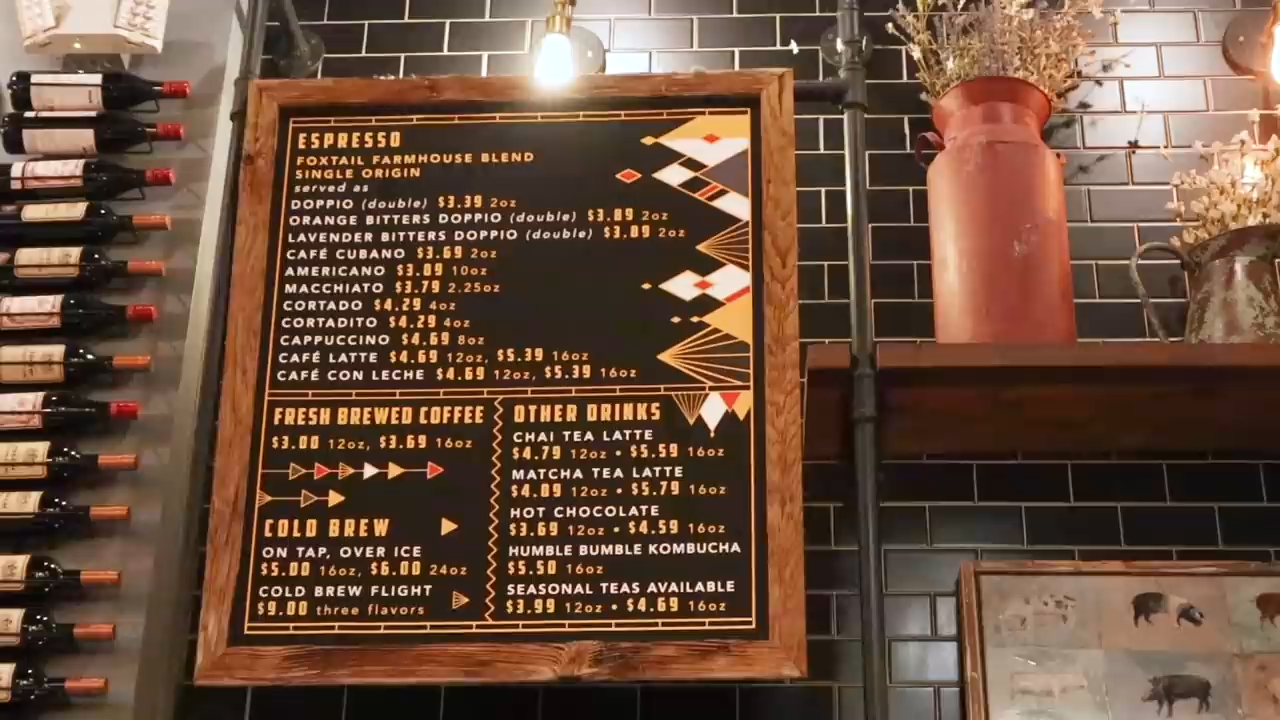 ESPRESSO
FOXTAIL FARMHOUSE BLEND
SINGLE ORIGIN
served as
DOPPIO (double) $3.39 2oz
ORANGE BITTERS DOPPIO (double) $3.89 2oz
LAVENDER BITTERS DOPPIO (double) $3.89 2oz
CAFÉ CUBANO $3.69 2oz
AMERICANO $3.89 10oz
MACCHIATO $3.79 2.25oz
CORTADO $4.29 4oz
CORTADITO $4.29 4oz
CAPPUCCINO $4.69 8oz
CAFÉ LATTE $4.69 12oz, $5.39 16oz
CAFÉ CON LECHE $4.69 12oz, $5.39 16oz
FRESH BREWED COFFEE
$3.00 12oz, $3.69 16oz
COLD BREW
ON TAP, OVER ICE
$5.00 16oz, $6.00 24oz
COLD BREW FLIGHT
$9.00 three flavors
OTHER DRINKS
CHAI TEA LATTE
$4.79 12oz • $5.59 16oz
MATCHA TEA LATTE
$4.89 12oz • $5.79 16oz
HOT CHOCOLATE
$3.69 12oz • $4.59 16oz
HUMBLE BUMBLE KOMBUCHA
$5.50 16oz
SEASONAL TEAS AVAILABLE
$3.99 12oz • $4.69 16oz